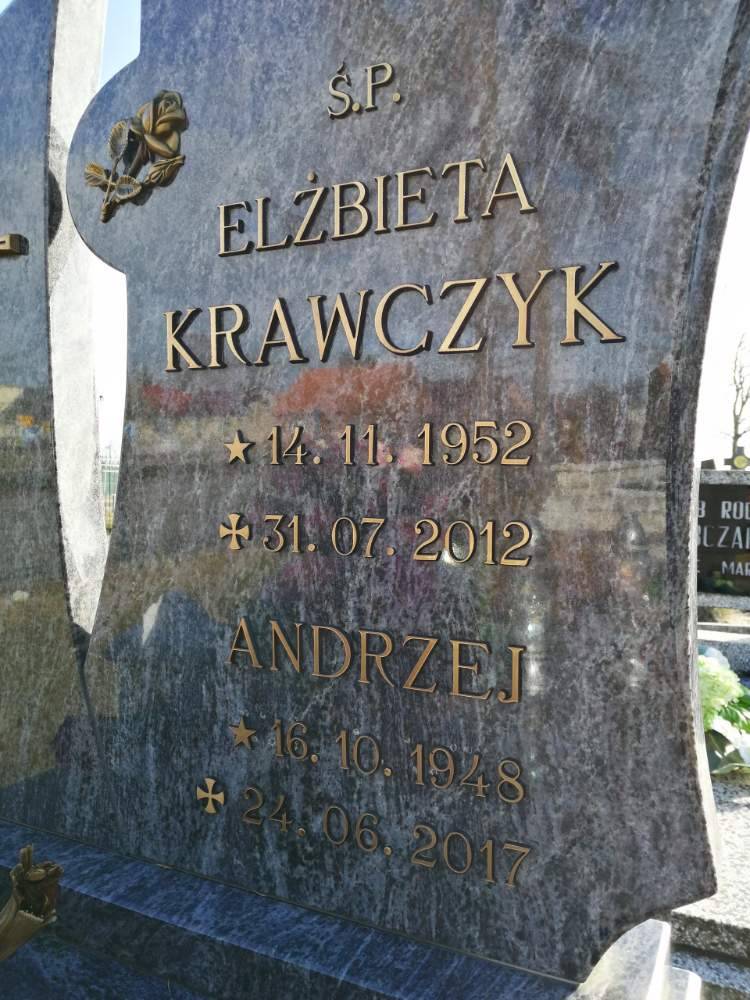 Ś.P.
ELŻBIETA
KRAWCZYK
14. 11. 1952
31. 07. 2012
ANDRZEJ
16. 10. 1948
24. 06. 2017